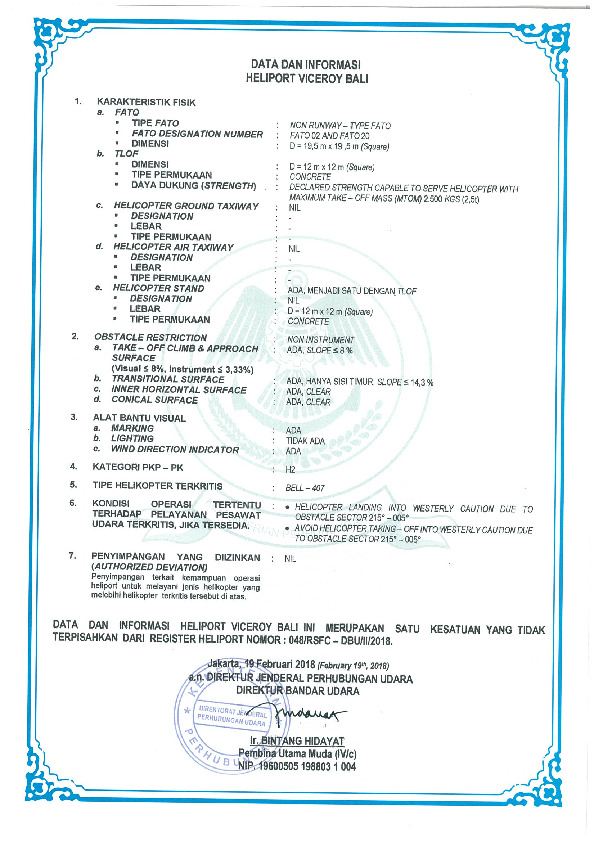 DATA DAN INFORMASI
HELIPORT VICEROY BALI
1. KARAKTERISTIK FISIK
a. FATO
▪ TIPE FATO : NON RUNWAY – TYPE FATO
▪ FATO DESIGNATION NUMBER : FATO 02 AND FATO 20
▪ DIMENSI : D = 19,5 m x 19,5 m (Square)
b. TLOF
▪ DIMENSI : D = 12 m x 12 m (Square)
▪ TIPE PERMUKAAN : CONCRETE
▪ DAYA DUKUNG (STRENGTH) : DECLARED STRENGTH CAPABLE TO SERVE HELICOPTER WITH
MAXIMUM TAKE – OFF MASS (MTOM) 2.500 KGS (2,5t)
c. HELICOPTER GROUND TAXIWAY : NIL
▪ DESIGNATION : -
▪ LEBAR : -
▪ TIPE PERMUKAAN : -
d. HELICOPTER AIR TAXIWAY : NIL
▪ DESIGNATION : -
▪ LEBAR : -
▪ TIPE PERMUKAAN : -
e. HELICOPTER STAND : ADA, MENJADI SATU DENGAN TLOF
▪ DESIGNATION : NIL
▪ LEBAR : D = 12 m x 12 m (Square)
▪ TIPE PERMUKAAN : CONCRETE
2. OBSTACLE RESTRICTION : NON INSTRUMENT
a. TAKE – OFF CLIMB & APPROACH : ADA, SLOPE ≤ 8 %
SURFACE
(Visual ≤ 8%, Instrument ≤ 3,33%)
b. TRANSITIONAL SURFACE : ADA, HANYA SISI TIMUR SLOPE ≤ 14,3 %
c. INNER HORIZONTAL SURFACE : ADA, CLEAR
d. CONICAL SURFACE : ADA, CLEAR
3. ALAT BANTU VISUAL
a. MARKING : ADA
b. LIGHTING : TIDAK ADA
c. WIND DIRECTION INDICATOR : ADA
4. KATEGORI PKP – PK : H2
5. TIPE HELIKOPTER TERKRITIS : BELL – 407
6. KONDISI OPERASI TERTENTU : • HELICOPTER LANDING INTO WESTERLY CAUTION DUE TO
TERHADAP PELAYANAN PESAWAT OBSTACLE SECTOR 215° – 005°
UDARA TERKRITIS, JIKA TERSEDIA. • AVOID HELICOPTER TAKING – OFF INTO WESTERLY CAUTION DUE
TO OBSTACLE SECTOR 215° – 005°
7. PENYIMPANGAN YANG DIIZINKAN : NIL
(AUTHORIZED DEVIATION)
Penyimpangan terkait kemampuan operasi
heliport untuk melayani jenis helikopter yang
melebihi helikopter terkritis tersebut di atas.
DATA DAN INFORMASI HELIPORT VICEROY BALI INI MERUPAKAN SATU KESATUAN YANG TIDAK
TERPISAHKAN DARI REGISTER HELIPORT NOMOR : 048/RSFC – DBU/II/2018.
Jakarta, 19 Februari 2018 (February 19th, 2018)
a.n. DIREKTUR JENDERAL PERHUBUNGAN UDARA
DIREKTUR BANDAR UDARA
KEMENTERIAN
DIREKTORAT JENDERAL
PERHUBUNGAN UDARA
PERHUBUNGAN
Ir. BINTANG HIDAYAT
Pembina Utama Muda (IV/c)
NIP. 19600505 198803 1 004